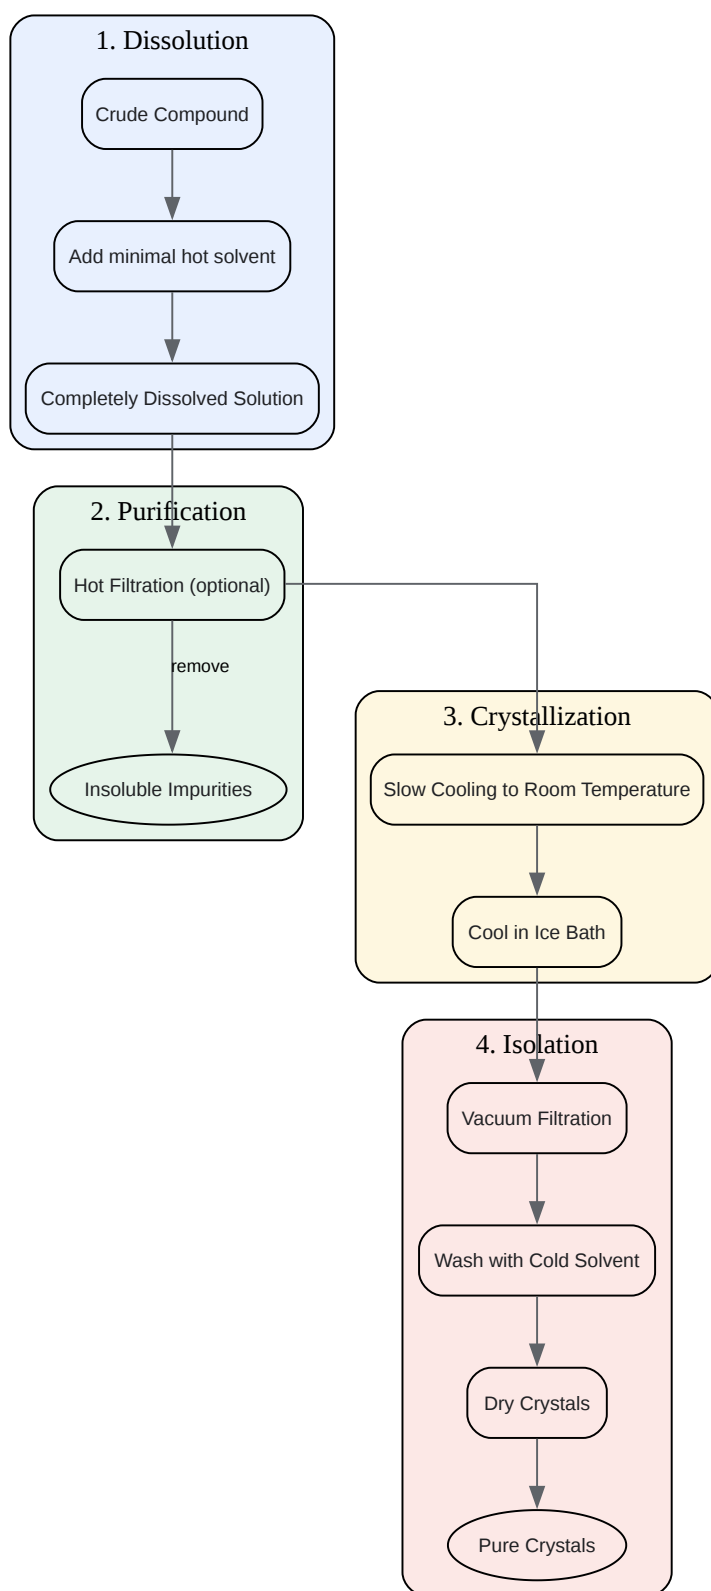 1. Dissolution
Crude Compound
Add minimal hot solvent
Completely Dissolved Solution
2. Purification
Hot Filtration (optional)
remove
Insoluble Impurities
3. Crystallization
Slow Cooling to Room Temperature
Cool in Ice Bath
4. Isolation
Vacuum Filtration
Wash with Cold Solvent
Dry Crystals
Pure Crystals